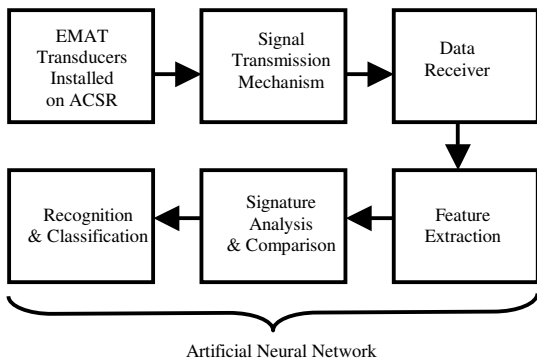 EMAT
Transducers
Installed
on ACSR
Signal
Transmission
Mechanism
Data
Receiver
Recognition
& Classification
Signature
Analysis
& Comparison
Feature
Extraction
Artificial Neural Network